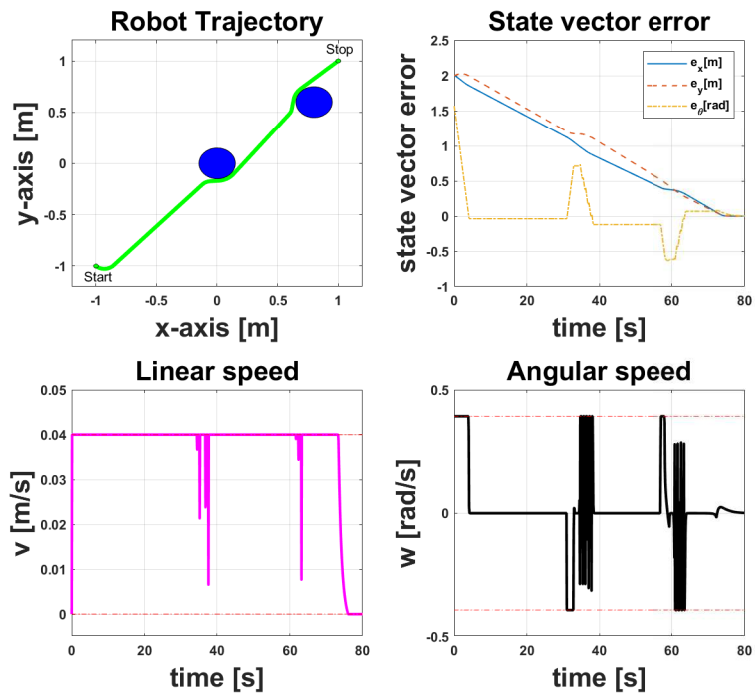 Robot Trajectory
Stop
1
0.5
0
-0.5
-1
Start
-1
-0.5
0
0.5
1
y-axis [m]
x-axis [m]
State vector error
e_x[m]
e_y[m]
e_θ[rad]
2.5
2
1.5
1
0.5
0
-0.5
-1
0
20
40
60
80
state vector error
time [s]
Linear speed
0.05
0.04
0.03
0.02
0.01
0
0
20
40
60
80
v [m/s]
time [s]
Angular speed
0.5
0
-0.5
0
20
40
60
80
w [rad/s]
time [s]